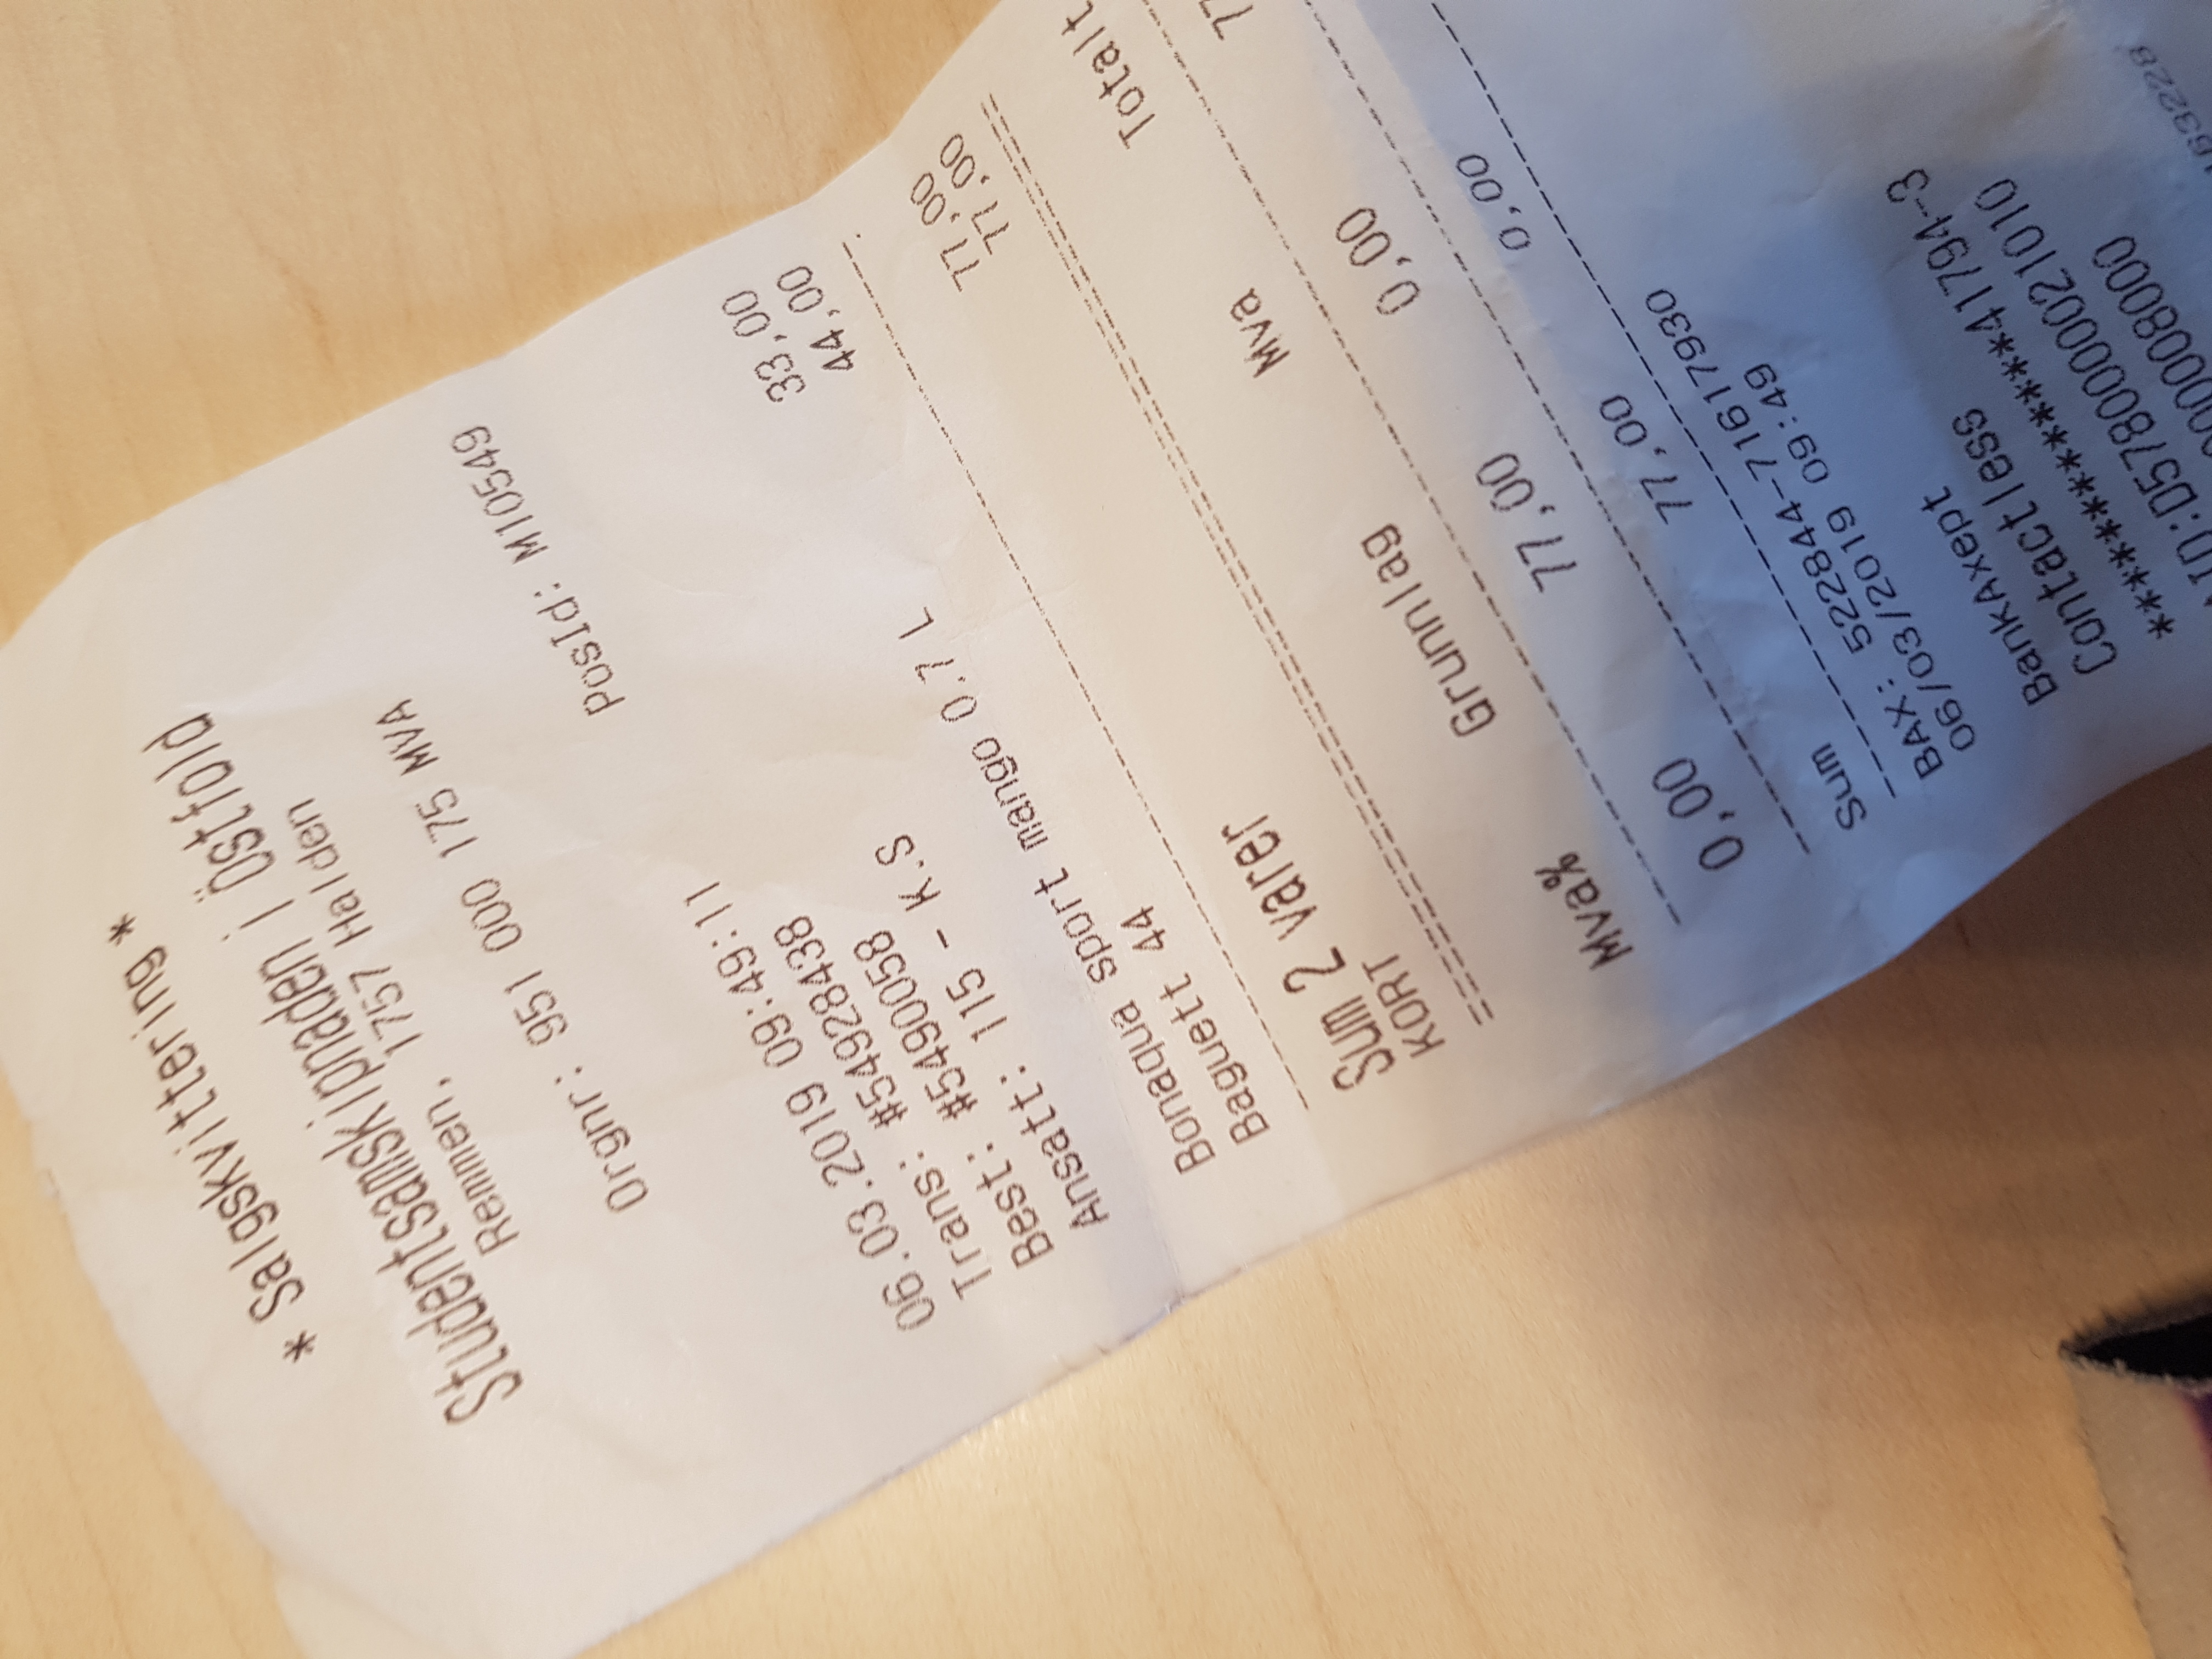 * Salgskvittering *
Studentsamskipnaden i Östfold
Remmen, 1757 Halden
Orgnr: 951 000 175 MVA
PosId: M10549
06.03.2019 09:49:11
Trans: #54928438
Best: #5490058
Ansatt: 115 - K.S
Bonaqua sport mango 0.7 L 33,00
Baguett 44 44,00
Sum 2 varer 77,00
KORT 77,00
Mva% Grunnlag Mva Totalt
0,00 77,00 0,00 77
Sum 77,00 0,00
BAX: 522844-71617930
06/03/2019 09:49
BankAxept
Contactless
************41794-3
AID:D5780000021010